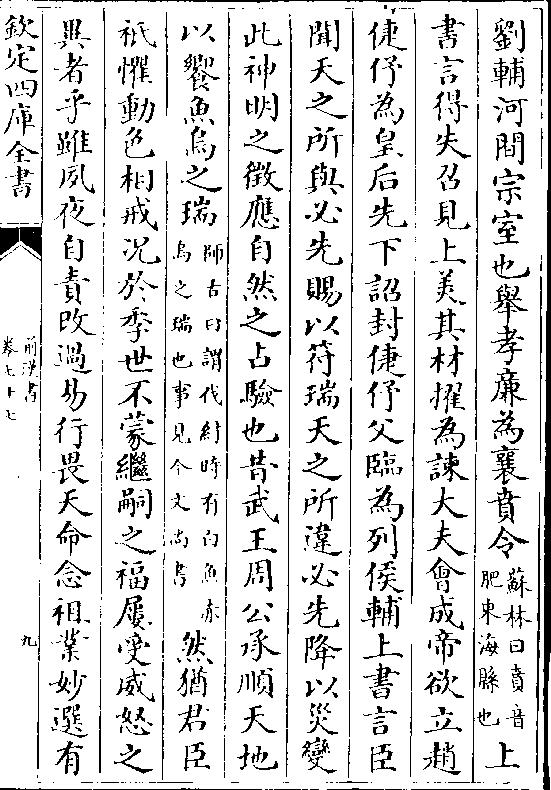 劉輔河間宗室也舉孝廉為襄賁令蘇林曰賁音肥東海縣也上
書言得失召見上美其材擢為諫大夫會成帝欲立趙
倢伃為皇后先下詔封倢伃父臨為列侯輔上書言臣
聞天之所與必先賜以符瑞天之所違必先降以災變
此神明之徵應自然之占驗也昔武王周公承順天地
以饗魚烏之瑞師古曰謂伐紂時有白魚赤烏之瑞也事見今文尚書然猶君臣
祇懼動色相戒况於季世不蒙繼嗣之福屢受威怒之
異者乎雖夙夜自責改過易行畏天命念祖業妙選有
欽定四庫全書
前漢書
卷七十七
九